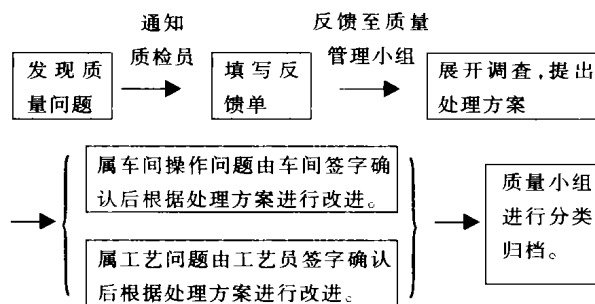 通知
质检员
反馈至质量
管理小组
发现质
量问题
填写反
馈单
展开调查,提出
处理方案
属车间操作问题由车间签字确
认后根据处理方案进行改进。
属工艺问题由工艺员签字确认
后根据处理方案进行改进。
质量小组
进行分类
归档。